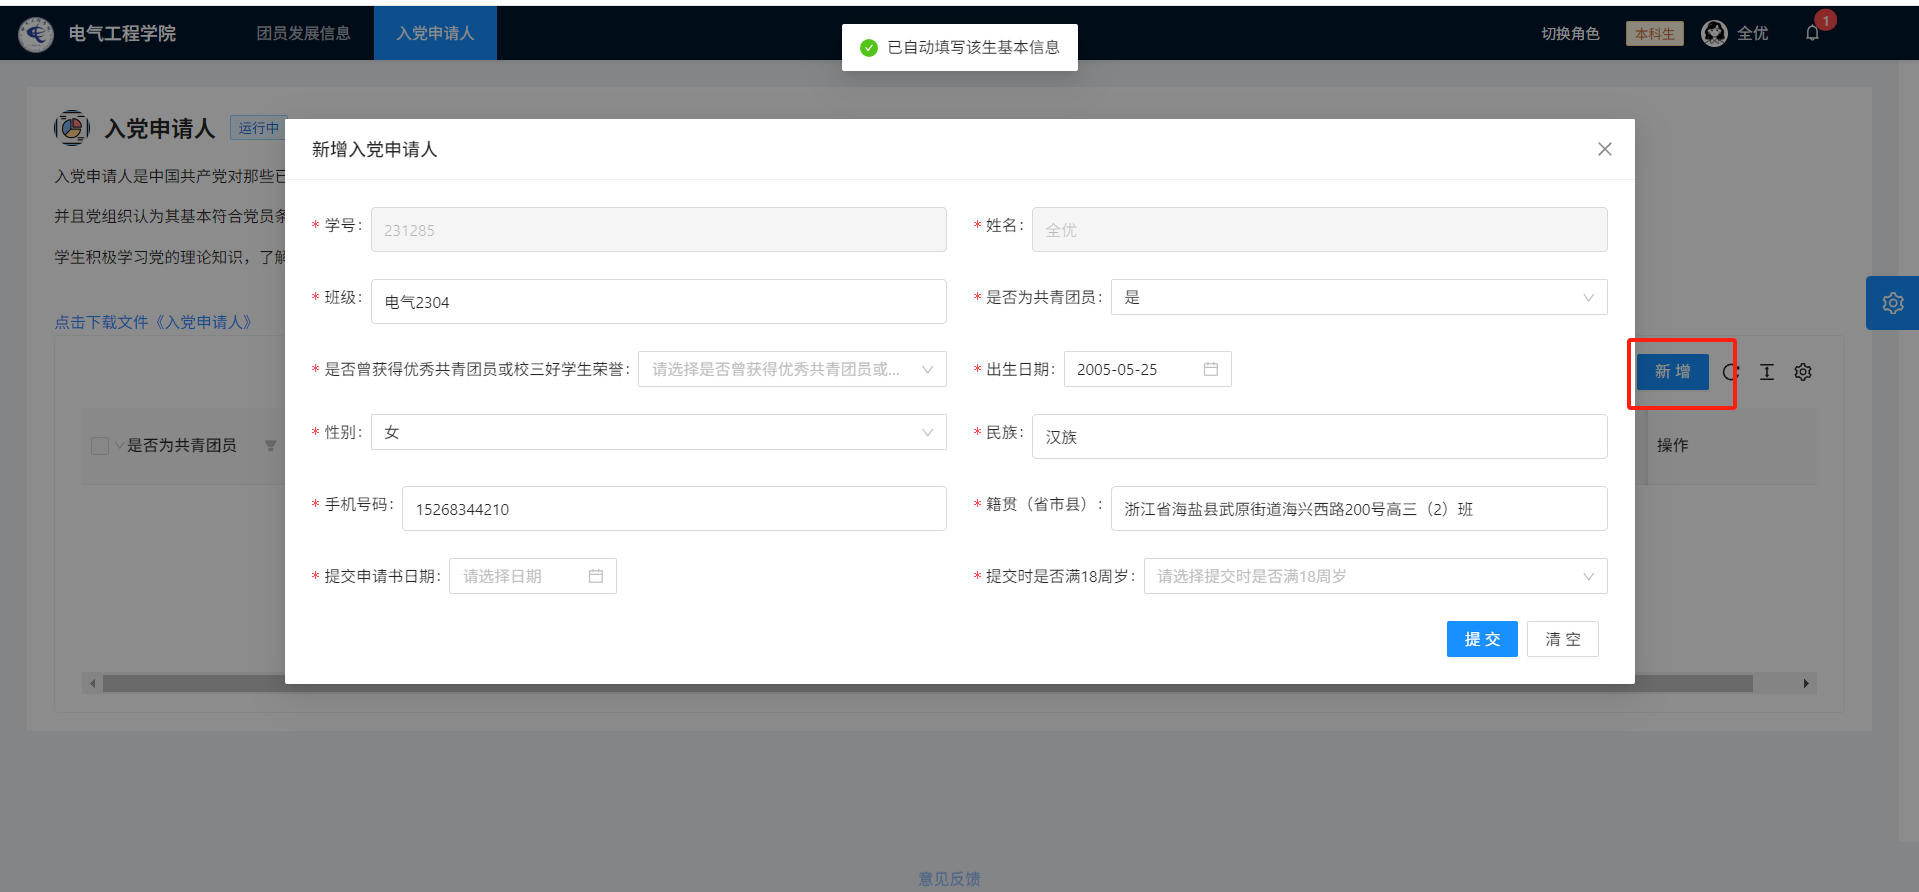 电气工程学院
团员发展信息
入党申请人
已自动填写该生基本信息
切换角色
本科生
全优
1
入党申请人
运行中
入党申请人是中国共产党对那些已
并且党组织认为其基本符合党员条
学生积极学习党的理论知识，了解
点击下载文件《入党申请人》
新增入党申请人
* 学号：
231285
* 姓名：
全优
* 班级：
电气2304
* 是否为共青团员：
是
* 是否曾获得优秀共青团员或校三好学生荣誉：
请选择是否曾获得优秀共青团员或...
* 出生日期：
2005-05-25
* 性别：
女
* 民族：
汉族
* 手机号码：
15268344210
* 籍贯（省市县）：
浙江省海盐县武原街道海兴西路200号高三（2）班
* 提交申请书日期：
请选择日期
* 提交时是否满18周岁：
请选择提交时是否满18周岁
提 交
清 空
新 增
是否为共青团员
操作
意见反馈